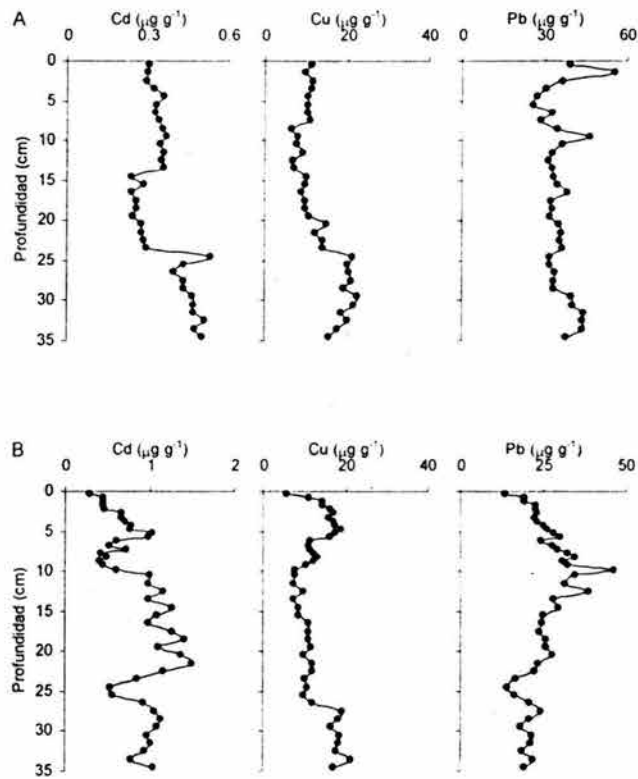 A
Cd (µg g⁻¹)
Cu (µg g⁻¹)
Pb (µg g⁻¹)
0 0.3 0.6
0 20 40
0 30 60
Profundidad (cm)
0
5
10
15
20
25
30
35
B
Cd (µg g⁻¹)
Cu (µg g⁻¹)
Pb (µg g⁻¹)
0 1 2
0 20 40
0 25 50
Profundidad (cm)
0
5
10
15
20
25
30
35